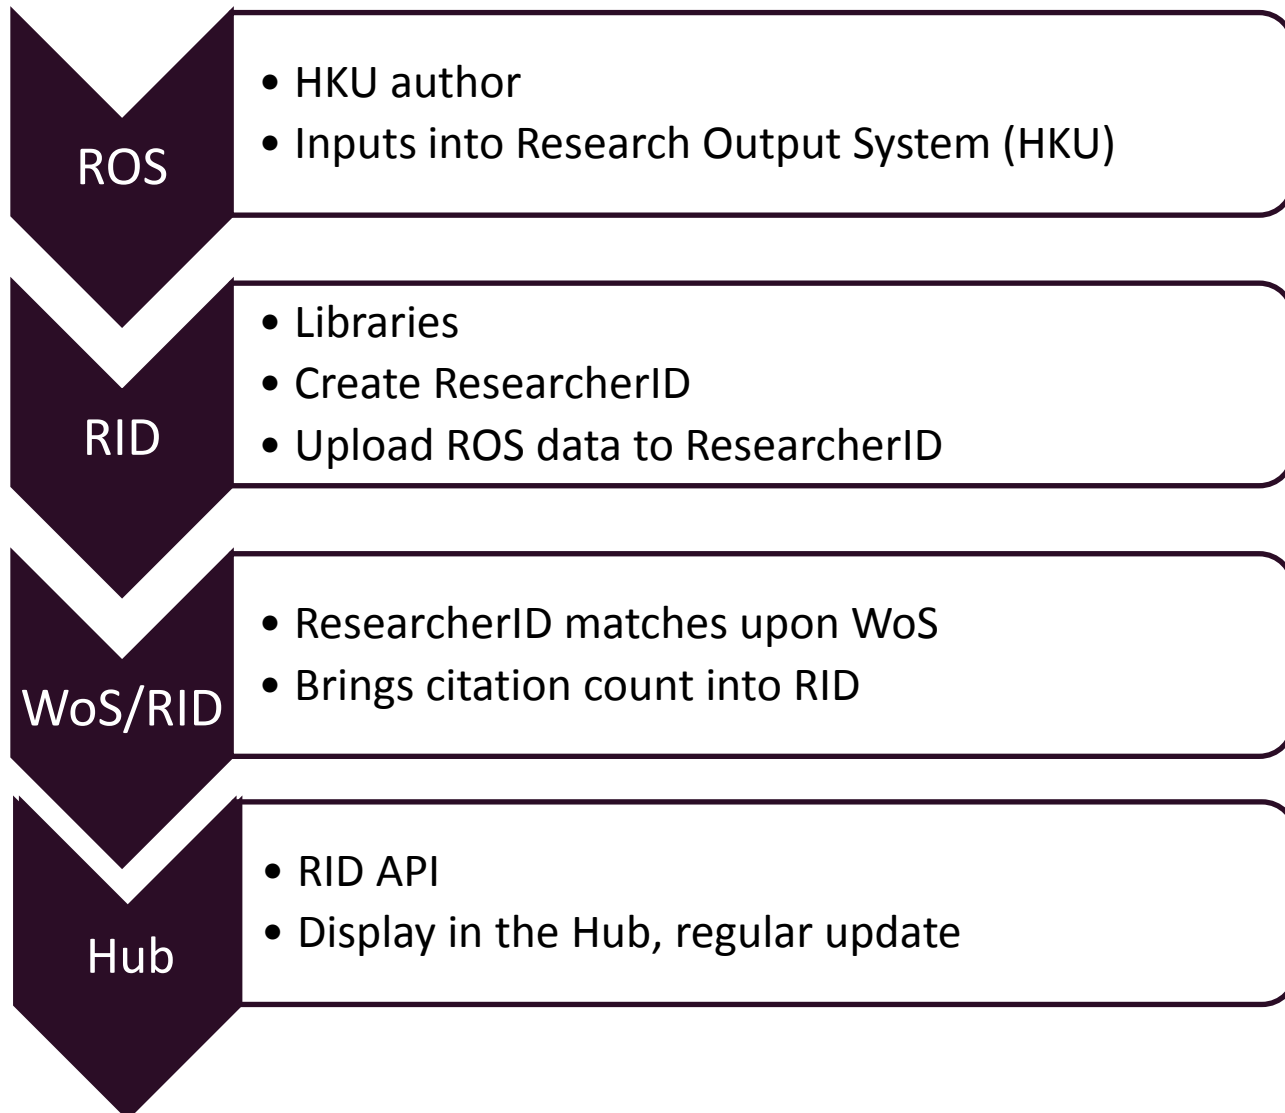 ROS
• HKU author
• Inputs into Research Output System (HKU)
RID
• Libraries
• Create ResearcherID
• Upload ROS data to ResearcherID
WoS/RID
• ResearcherID matches upon WoS
• Brings citation count into RID
Hub
• RID API
• Display in the Hub, regular update